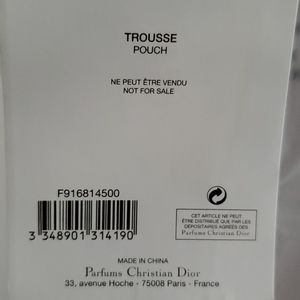 TROUSSE
POUCH
NE PEUT ÊTRE VENDU
NOT FOR SALE
F916814500
3 348901 314190
CET ARTICLE NE PEUT
ÊTRE DISTRIBUÉ QUE PAR LES
DÉPOSITAIRES AGRÉÉS DES
Parfums Christian Dior
MADE IN CHINA
Parfums Christian Dior
33, avenue Hoche - 75008 Paris - France